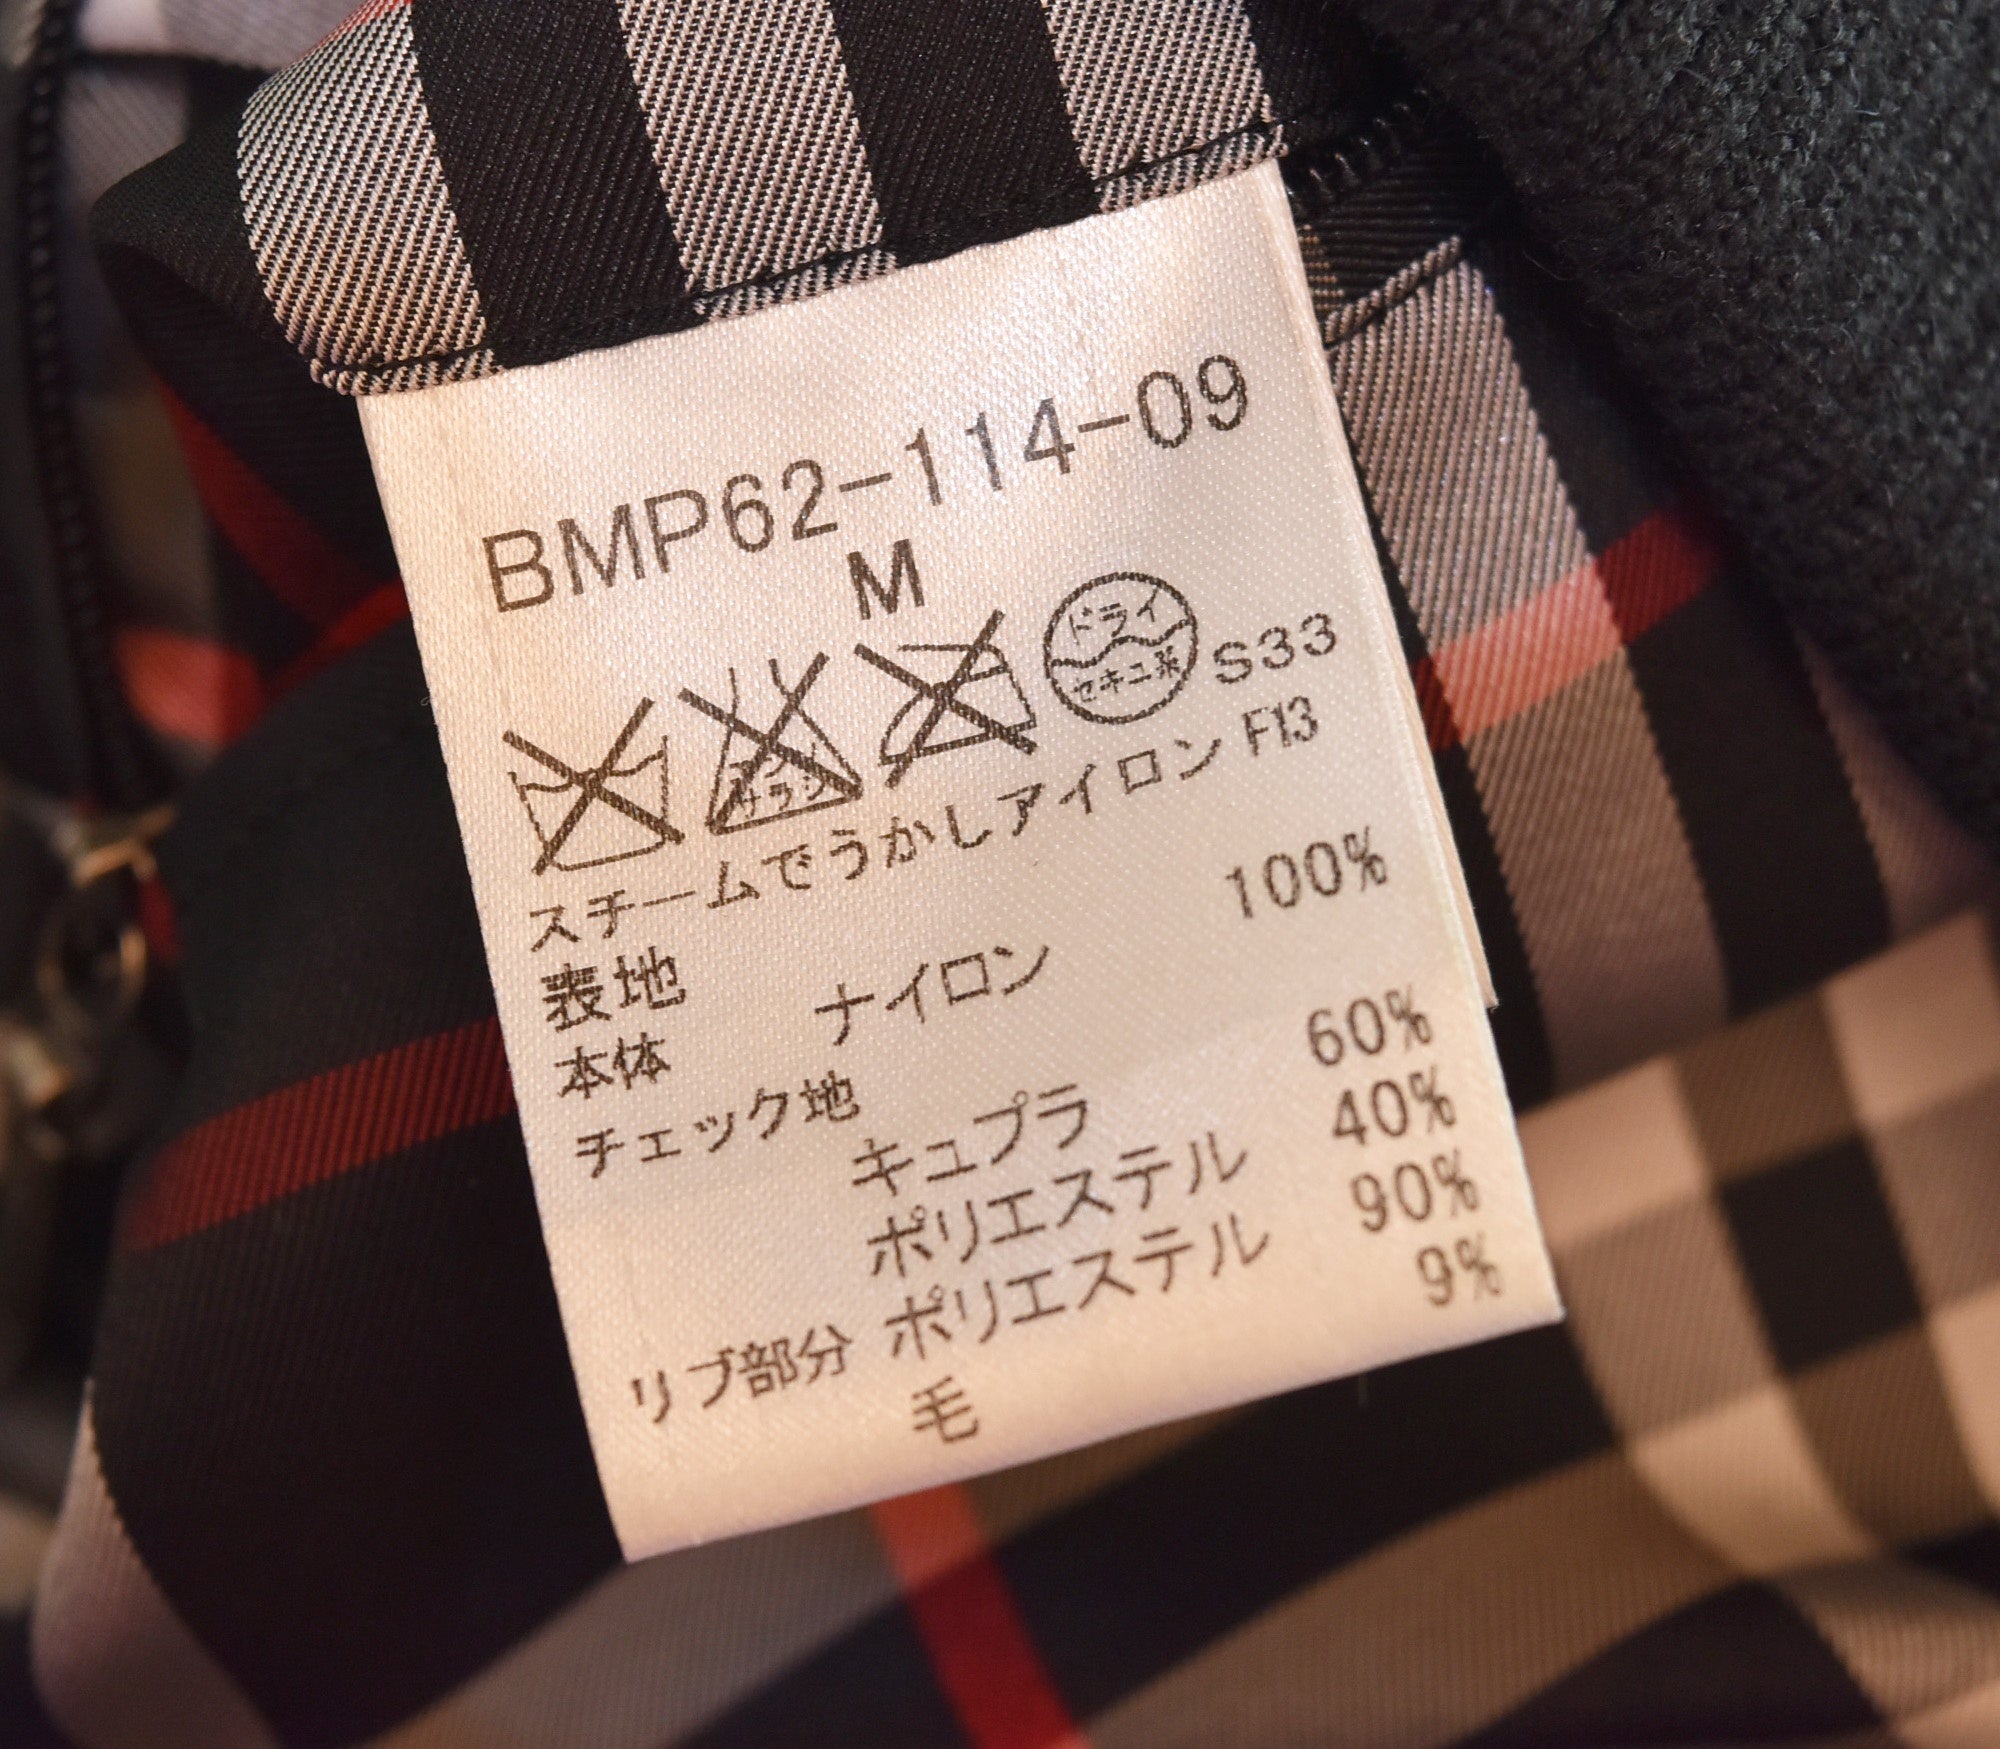 BMP62-114-09
M
サラシ ドライ セキユ系 S33
スチームでうかしアイロン F13
表地
本体 ナイロン 100%
チェック地
キュプラ 60%
ポリエステル 40%
リブ部分 ポリエステル 90%
毛 9%